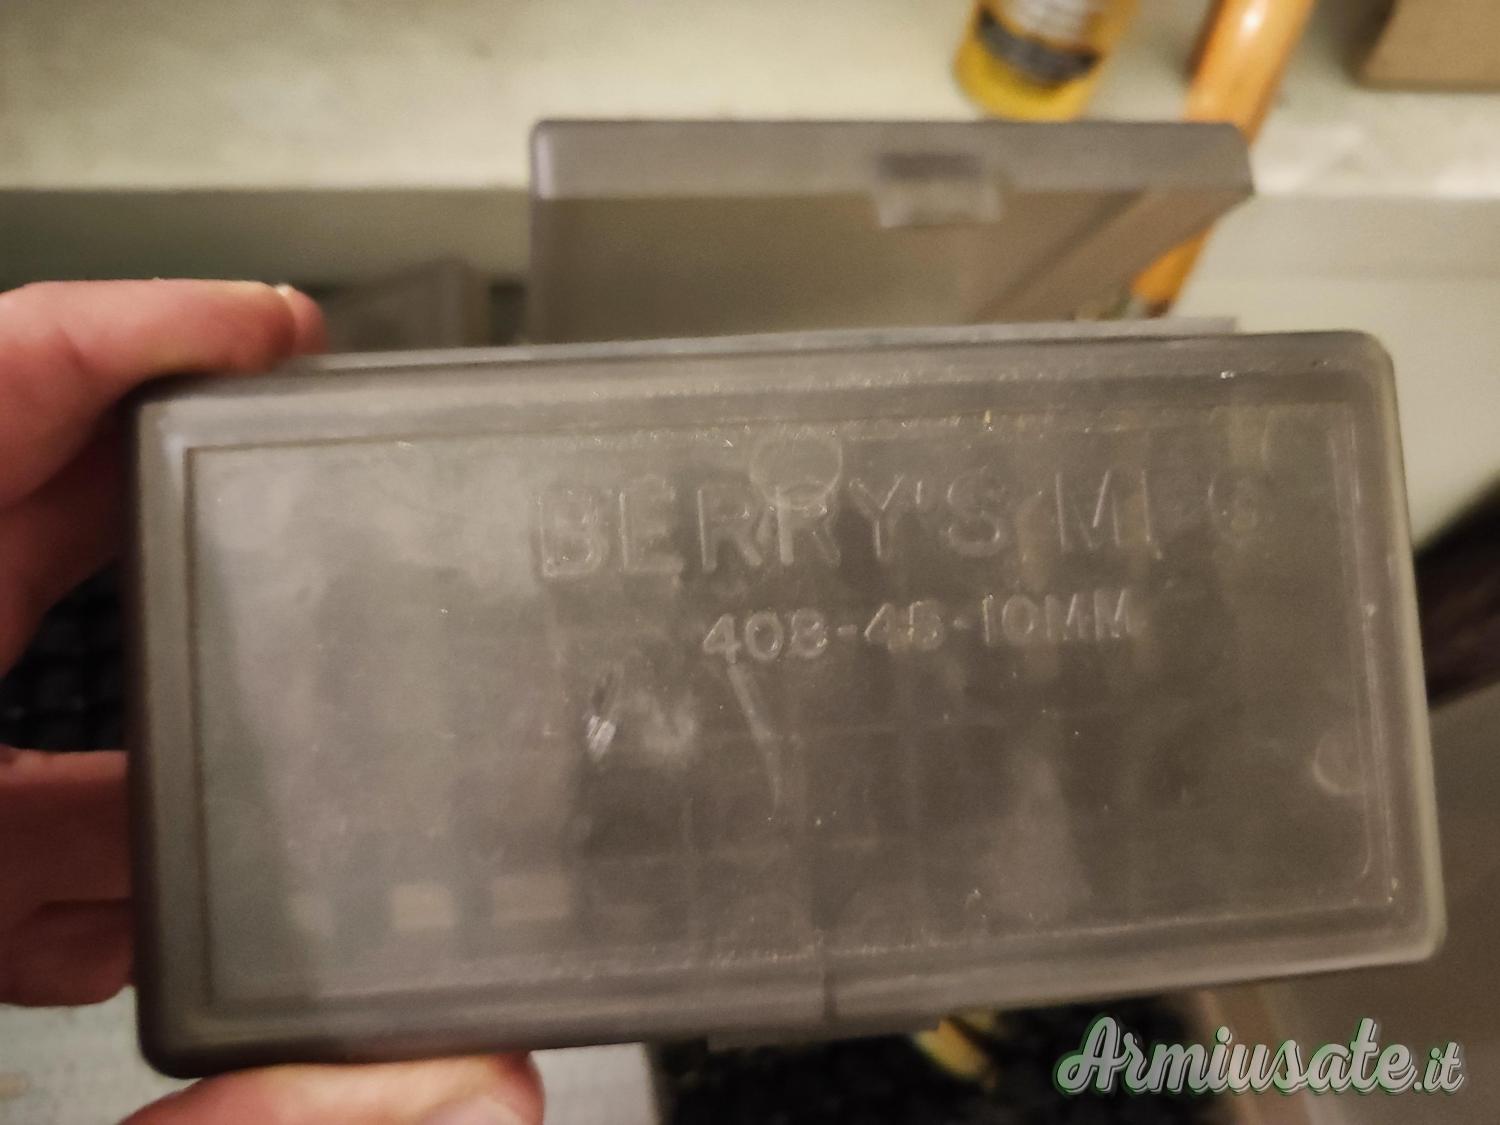 BERRY'S MFG
408-45-10MM
Armiusate.it